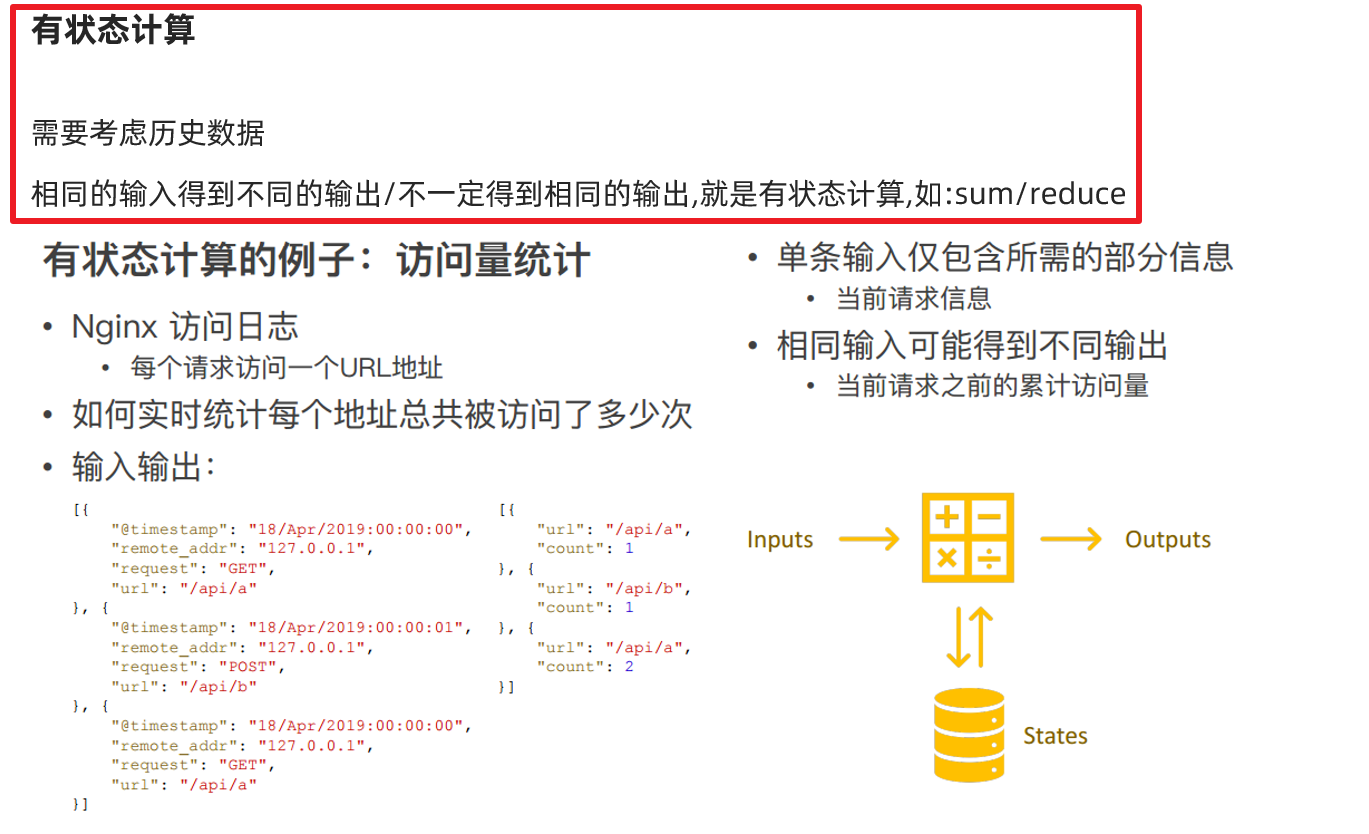 有状态计算
需要考虑历史数据
相同的输入得到不同的输出/不一定得到相同的输出,就是有状态计算,如:sum/reduce
有状态计算的例子：访问量统计
• Nginx 访问日志
• 每个请求访问一个URL地址
• 如何实时统计每个地址总共被访问了多少次
• 输入输出：
[{
"@timestamp": "18/Apr/2019:00:00:00",
"remote_addr": "127.0.0.1",
"request": "GET",
"url": "/api/a"
}, {
"@timestamp": "18/Apr/2019:00:00:01",
"remote_addr": "127.0.0.1",
"request": "POST",
"url": "/api/b"
}, {
"@timestamp": "18/Apr/2019:00:00:00",
"remote_addr": "127.0.0.1",
"request": "GET",
"url": "/api/a"
}]
[{
"url": "/api/a",
"count": 1
}, {
"url": "/api/b",
"count": 1
}, {
"url": "/api/a",
"count": 2
}]
• 单条输入仅包含所需的部分信息
• 当前请求信息
• 相同输入可能得到不同输出
• 当前请求之前的累计访问量
Inputs
Outputs
States